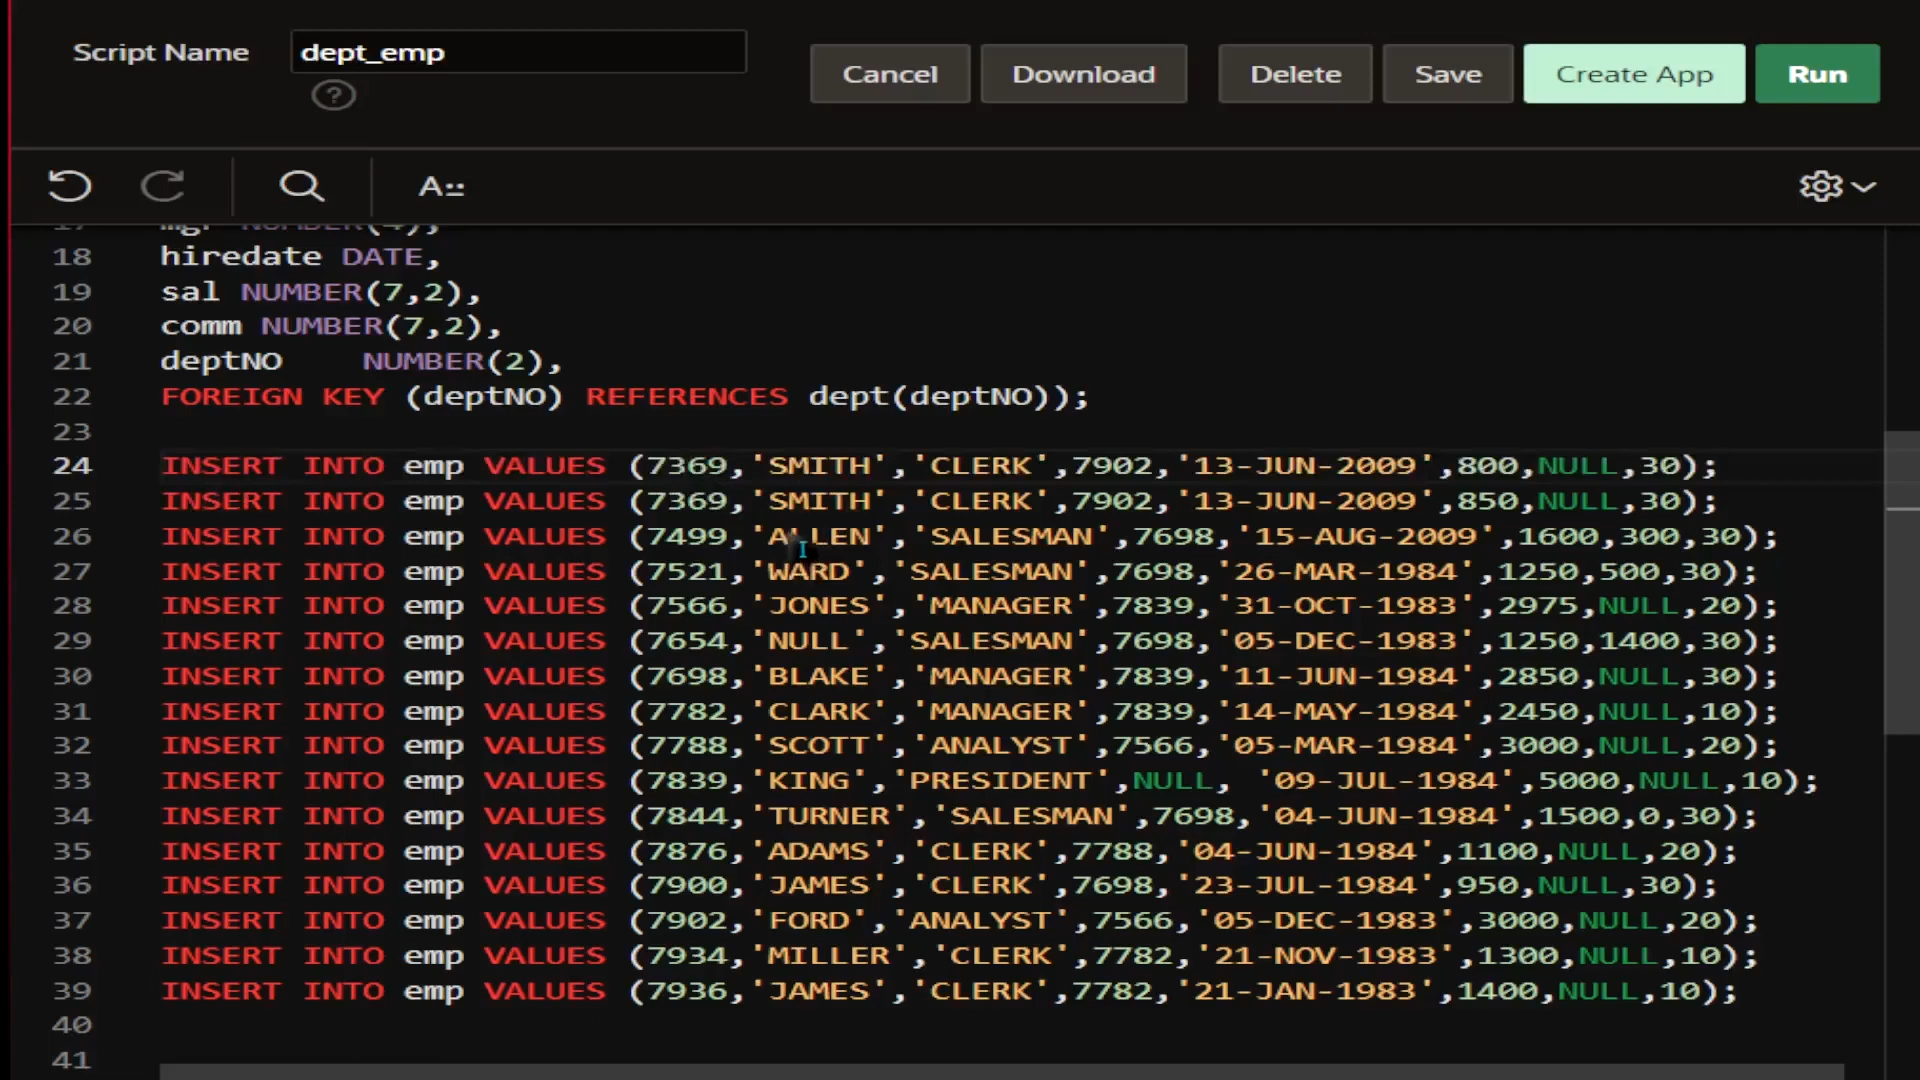 Script Name dept_emp Cancel Download Delete Save Create App Run
?
A
17 mgr NUMBER(4),
18 hiredate DATE,
19 sal NUMBER(7,2),
20 comm NUMBER(7,2),
21 deptNO NUMBER(2),
22 FOREIGN KEY (deptNO) REFERENCES dept(deptNO));
23
24 INSERT INTO emp VALUES (7369,'SMITH','CLERK',7902,'13-JUN-2009',800,NULL,30);
25 INSERT INTO emp VALUES (7369,'SMITH','CLERK',7902,'13-JUN-2009',850,NULL,30);
26 INSERT INTO emp VALUES (7499,'ALLEN','SALESMAN',7698,'15-AUG-2009',1600,300,30);
27 INSERT INTO emp VALUES (7521,'WARD','SALESMAN',7698,'26-MAR-1984',1250,500,30);
28 INSERT INTO emp VALUES (7566,'JONES','MANAGER',7839,'31-OCT-1983',2975,NULL,20);
29 INSERT INTO emp VALUES (7654,'NULL','SALESMAN',7698,'05-DEC-1983',1250,1400,30);
30 INSERT INTO emp VALUES (7698,'BLAKE','MANAGER',7839,'11-JUN-1984',2850,NULL,30);
31 INSERT INTO emp VALUES (7782,'CLARK','MANAGER',7839,'14-MAY-1984',2450,NULL,10);
32 INSERT INTO emp VALUES (7788,'SCOTT','ANALYST',7566,'05-MAR-1984',3000,NULL,20);
33 INSERT INTO emp VALUES (7839,'KING','PRESIDENT',NULL, '09-JUL-1984',5000,NULL,10);
34 INSERT INTO emp VALUES (7844,'TURNER','SALESMAN',7698,'04-JUN-1984',1500,0,30);
35 INSERT INTO emp VALUES (7876,'ADAMS','CLERK',7788,'04-JUN-1984',1100,NULL,20);
36 INSERT INTO emp VALUES (7900,'JAMES','CLERK',7698,'23-JUL-1984',950,NULL,30);
37 INSERT INTO emp VALUES (7902,'FORD','ANALYST',7566,'05-DEC-1983',3000,NULL,20);
38 INSERT INTO emp VALUES (7934,'MILLER','CLERK',7782,'21-NOV-1983',1300,NULL,10);
39 INSERT INTO emp VALUES (7936,'JAMES','CLERK',7782,'21-JAN-1983',1400,NULL,10);
40
41